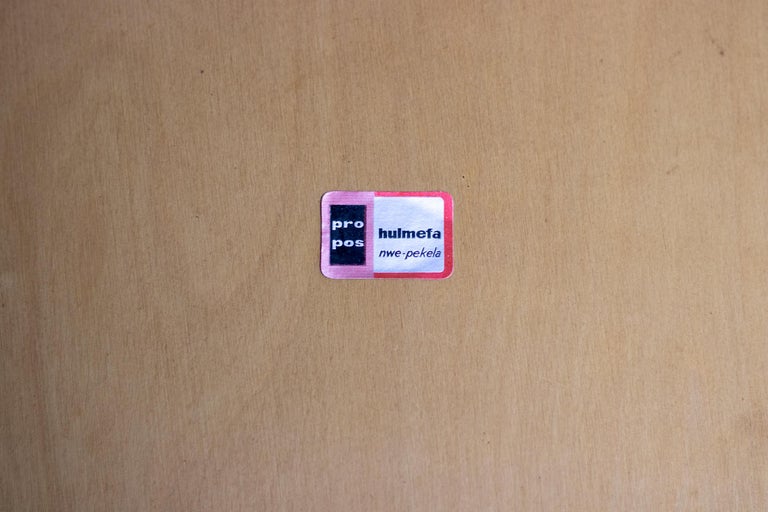 pro
pos
hulmefa
nwe-pekela